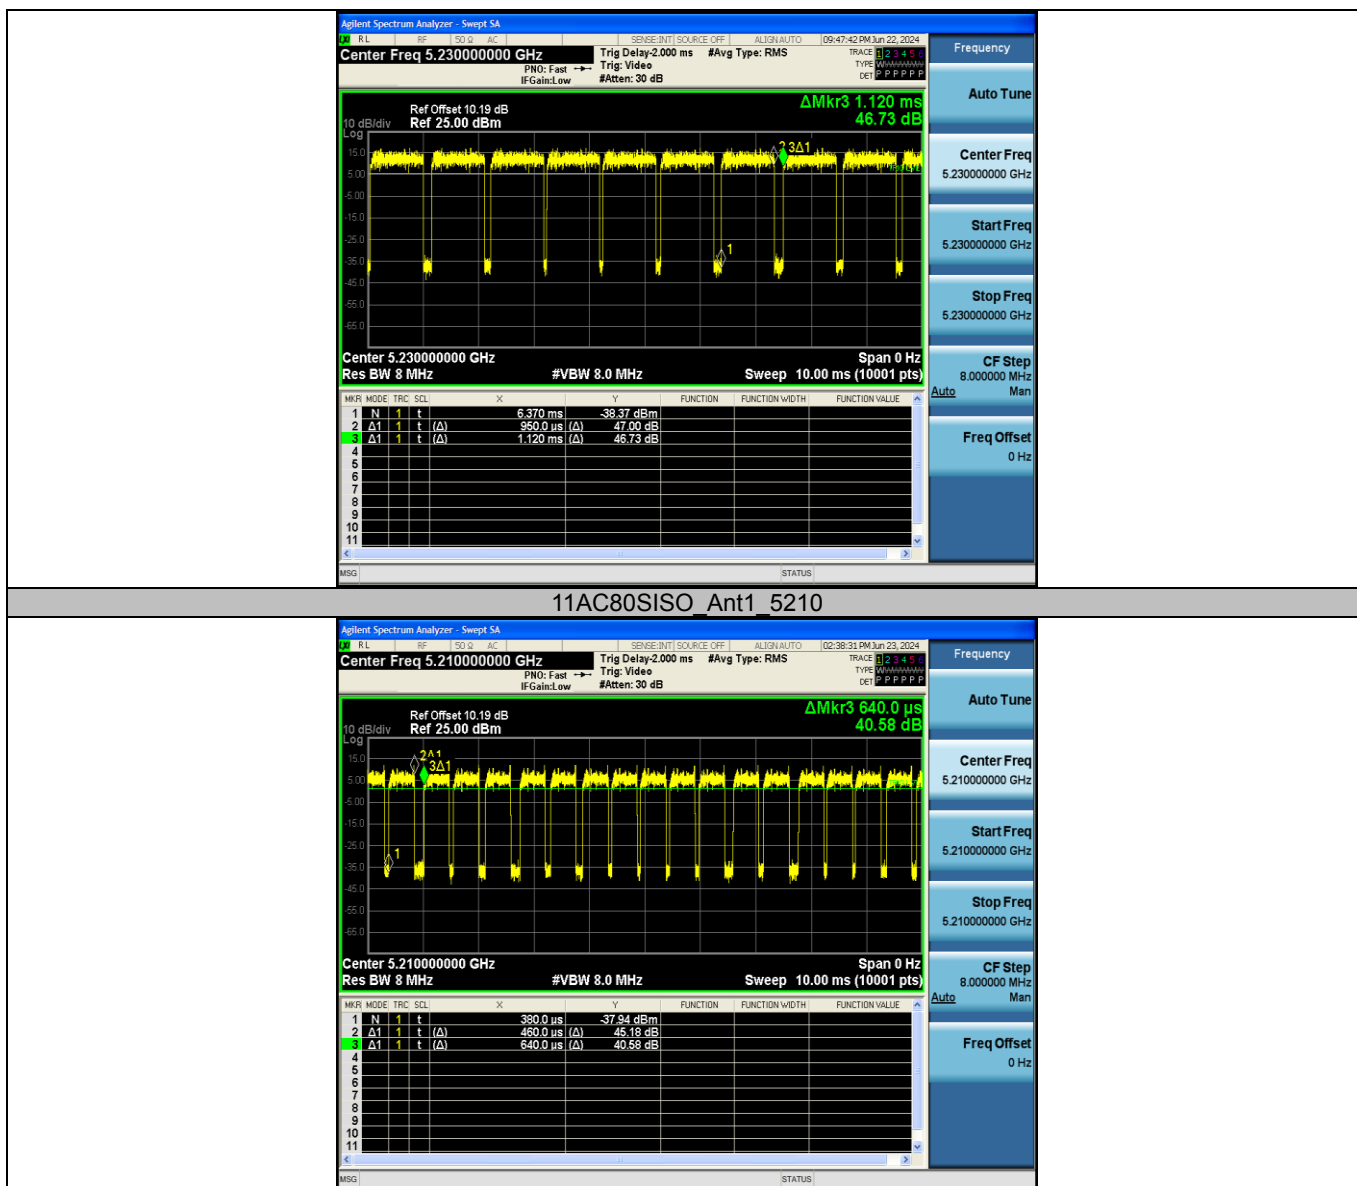 Agilent Spectrum Analyzer - Swept SA
RL RF 50 Ω AC SENSE:INT SOURCE OFF ALIGN AUTO 09:47:42 PM Jun 22, 2024
Center Freq 5.230000000 GHz
Trig Delay-2.000 ms #Avg Type: RMS
TRACE 1 2 3 4 5 6
PNO: Fast Trig: Video
TYPE
IFGain:Low #Atten: 30 dB
DET P P P P P P
Frequency
Auto Tune
Center Freq
5.230000000 GHz
Start Freq
5.230000000 GHz
Stop Freq
5.230000000 GHz
CF Step
8.000000 MHz
Auto Man
Freq Offset
0 Hz
ΔMkr3 1.120 ms
46.73 dB
Ref Offset 10.19 dB
10 dB/div Ref 25.00 dBm
Log
15.0
5.00
-5.00
-15.0
-25.0
-35.0
-45.0
-55.0
-65.0
3Δ1
1
Center 5.230000000 GHz Span 0 Hz
Res BW 8 MHz #VBW 8.0 MHz Sweep 10.00 ms (10001 pts)
MKR MODE TRC SCL X Y FUNCTION FUNCTION WIDTH FUNCTION VALUE
1 N 1 t 6.370 ms -38.37 dBm
2 Δ1 1 t (Δ) 950.0 µs (Δ) 47.00 dB
3 Δ1 1 t (Δ) 1.120 ms (Δ) 46.73 dB
4
5
6
7
8
9
10
11
MSG STATUS
11AC80SISO_Ant1_5210
Agilent Spectrum Analyzer - Swept SA
RL RF 50 Ω AC SENSE:INT SOURCE OFF ALIGN AUTO 02:38:31 PM Jun 23, 2024
Center Freq 5.210000000 GHz
Trig Delay-2.000 ms #Avg Type: RMS
TRACE 1 2 3 4 5 6
PNO: Fast Trig: Video
TYPE
IFGain:Low #Atten: 30 dB
DET P P P P P P
Frequency
Auto Tune
Center Freq
5.210000000 GHz
Start Freq
5.210000000 GHz
Stop Freq
5.210000000 GHz
CF Step
8.000000 MHz
Auto Man
Freq Offset
0 Hz
ΔMkr3 640.0 µs
40.58 dB
Ref Offset 10.19 dB
10 dB/div Ref 25.00 dBm
Log
15.0
5.00
-5.00
-15.0
-25.0
-35.0
-45.0
-55.0
-65.0
2Δ1
3Δ1
1
Center 5.210000000 GHz Span 0 Hz
Res BW 8 MHz #VBW 8.0 MHz Sweep 10.00 ms (10001 pts)
MKR MODE TRC SCL X Y FUNCTION FUNCTION WIDTH FUNCTION VALUE
1 N 1 t 380.0 µs -37.94 dBm
2 Δ1 1 t (Δ) 460.0 µs (Δ) 45.18 dB
3 Δ1 1 t (Δ) 640.0 µs (Δ) 40.58 dB
4
5
6
7
8
9
10
11
MSG STATUS